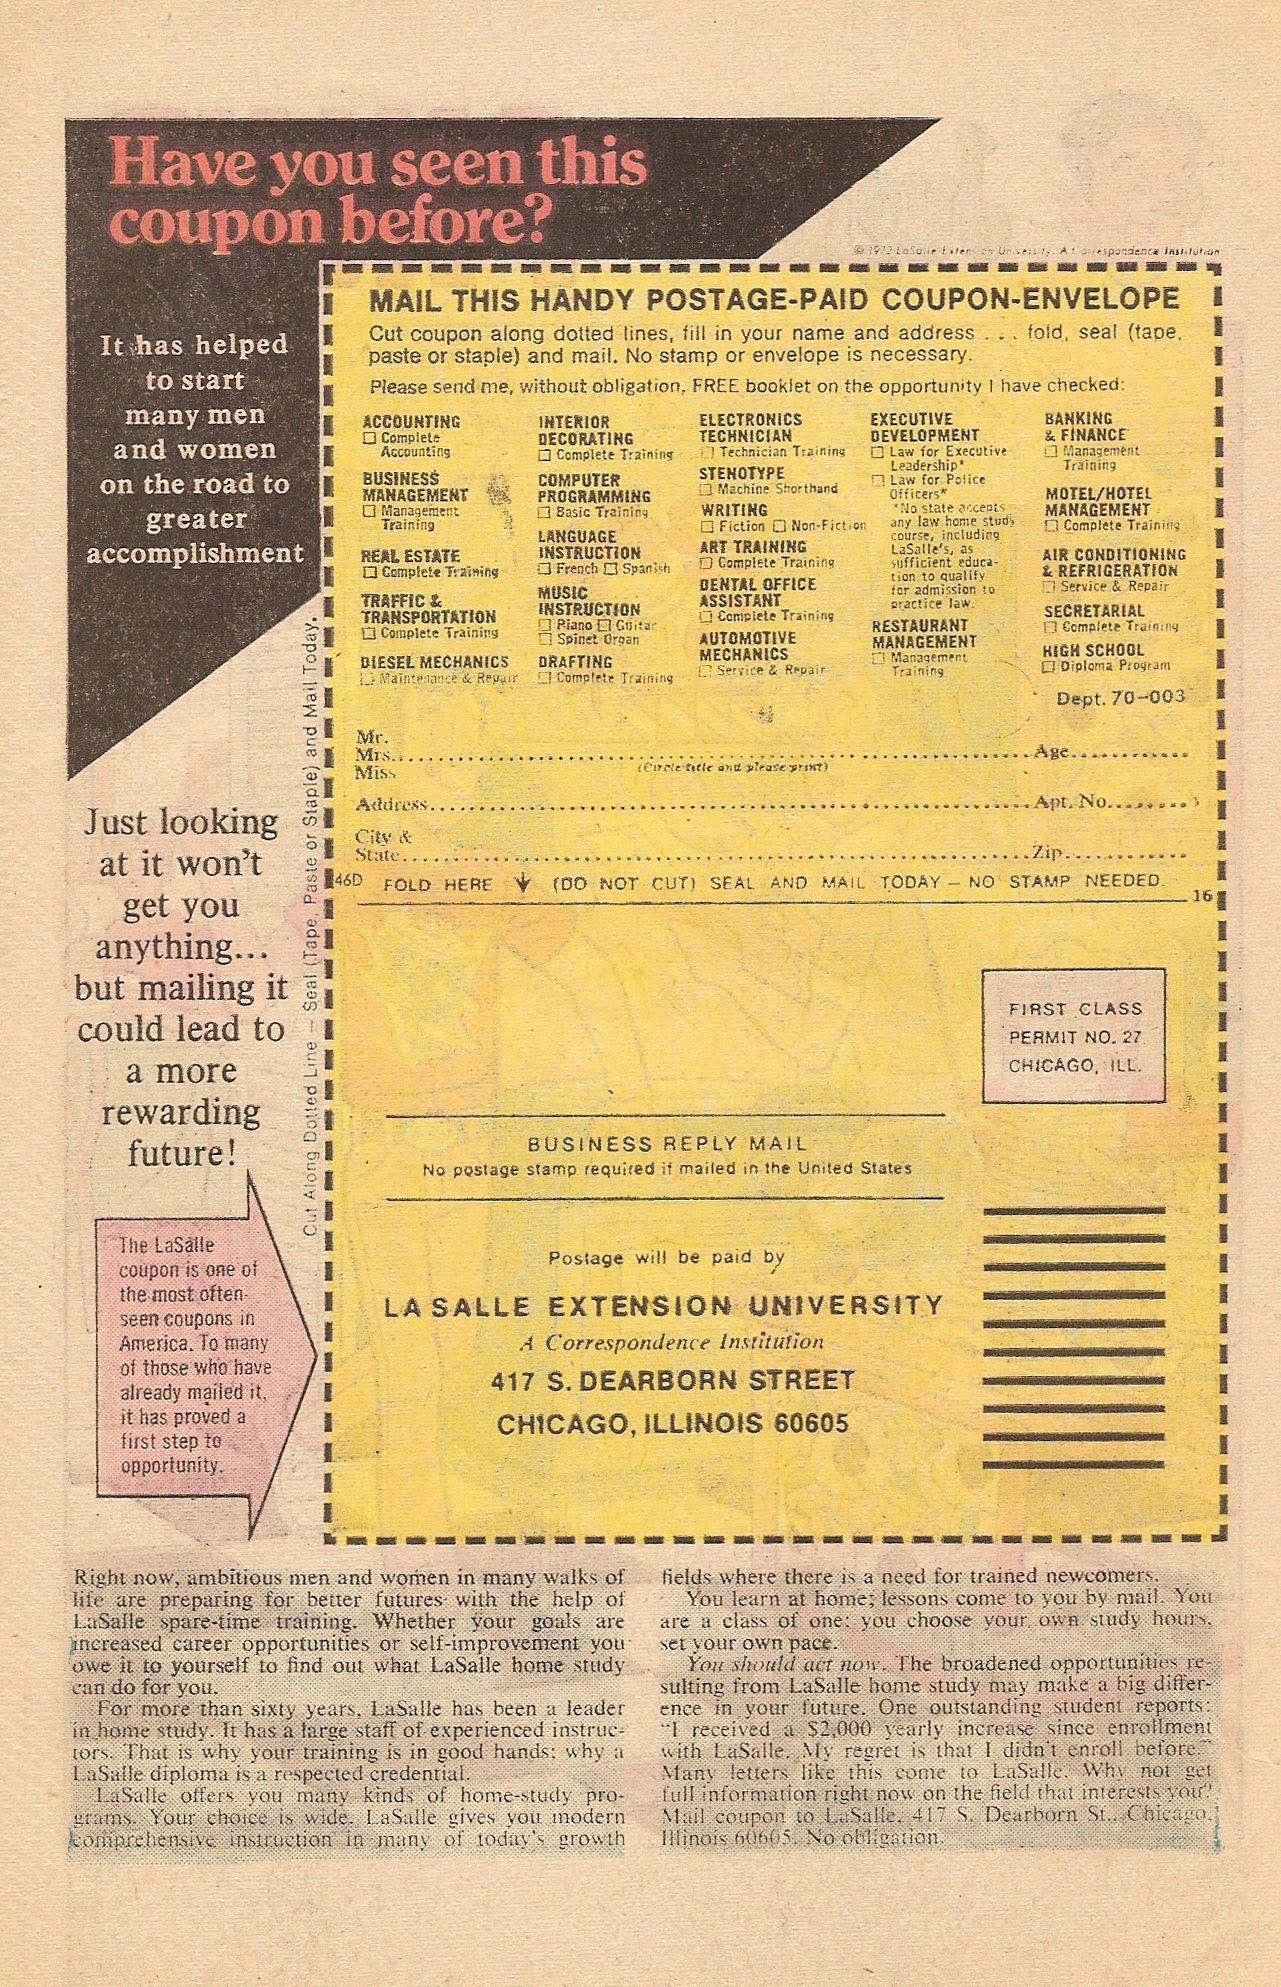 Have you seen this
coupon before?
It has helped
to start
many men
and women
on the road to
greater
accomplishment
Just looking
at it won't
get you
anything...
but mailing it
could lead to
a more
rewarding
future!
The LaSalle
coupon is one of
the most often-
seen coupons in
America. To many
of those who have
already mailed it,
it has proved a
first step to
opportunity.
Cut Along Dotted Line — Seal (Tape, Paste or Staple) and Mail Today.
© 1972 LaSalle Extension University, A Correspondence Institution
MAIL THIS HANDY POSTAGE-PAID COUPON-ENVELOPE
Cut coupon along dotted lines, fill in your name and address . . . fold, seal (tape,
paste or staple) and mail. No stamp or envelope is necessary.
Please send me, without obligation, FREE booklet on the opportunity I have checked:
ACCOUNTING
☐ Complete
Accounting
BUSINESS
MANAGEMENT
☐ Management
Training
REAL ESTATE
☐ Complete Training
TRAFFIC &
TRANSPORTATION
☐ Complete Training
DIESEL MECHANICS
☐ Maintenance & Repair
INTERIOR
DECORATING
☐ Complete Training
COMPUTER
PROGRAMMING
☐ Basic Training
LANGUAGE
INSTRUCTION
☐ French ☐ Spanish
MUSIC
INSTRUCTION
☐ Piano ☐ Guitar
☐ Spinet Organ
DRAFTING
☐ Complete Training
ELECTRONICS
TECHNICIAN
☐ Technician Training
STENOTYPE
☐ Machine Shorthand
WRITING
☐ Fiction ☐ Non-Fiction
ART TRAINING
☐ Complete Training
DENTAL OFFICE
ASSISTANT
☐ Complete Training
AUTOMOTIVE
MECHANICS
☐ Service & Repair
EXECUTIVE
DEVELOPMENT
☐ Law for Executive
Leadership*
☐ Law for Police
Officers*
*No state accepts
any law home study
course, including
LaSalle's, as
sufficient educa-
tion to qualify
for admission to
practice law.
RESTAURANT
MANAGEMENT
☐ Management
Training
BANKING
& FINANCE
☐ Management
Training
MOTEL/HOTEL
MANAGEMENT
☐ Complete Training
AIR CONDITIONING
& REFRIGERATION
☐ Service & Repair
SECRETARIAL
☐ Complete Training
HIGH SCHOOL
☐ Diploma Program
Dept. 70-003
Mr.
Mrs. Age
Miss (Circle title and please print)
Address Apt. No.
City &
State Zip
46D FOLD HERE ↓ (DO NOT CUT) SEAL AND MAIL TODAY — NO STAMP NEEDED.
16
FIRST CLASS
PERMIT NO. 27
CHICAGO, ILL.
BUSINESS REPLY MAIL
No postage stamp required if mailed in the United States
Postage will be paid by
LA SALLE EXTENSION UNIVERSITY
A Correspondence Institution
417 S. DEARBORN STREET
CHICAGO, ILLINOIS 60605
Right now, ambitious men and women in many walks of
life are preparing for better futures with the help of
LaSalle spare-time training. Whether your goals are
increased career opportunities or self-improvement you
owe it to yourself to find out what LaSalle home study
can do for you.
For more than sixty years, LaSalle has been a leader
in home study. It has a large staff of experienced instruc-
tors. That is why your training is in good hands; why a
LaSalle diploma is a respected credential.
LaSalle offers you many kinds of home-study pro-
grams. Your choice is wide. LaSalle gives you modern
comprehensive instruction in many of today's growth
fields where there is a need for trained newcomers.
You learn at home; lessons come to you by mail. You
are a class of one; you choose your own study hours,
set your own pace.
You should act now. The broadened opportunities re-
sulting from LaSalle home study may make a big differ-
ence in your future. One outstanding student reports:
"I received a $2,000 yearly increase since enrollment
with LaSalle. My regret is that I didn't enroll before."
Many letters like this come to LaSalle. Why not get
full information right now on the field that interests you?
Mail coupon to LaSalle, 417 S. Dearborn St., Chicago,
Illinois 60605. No obligation.